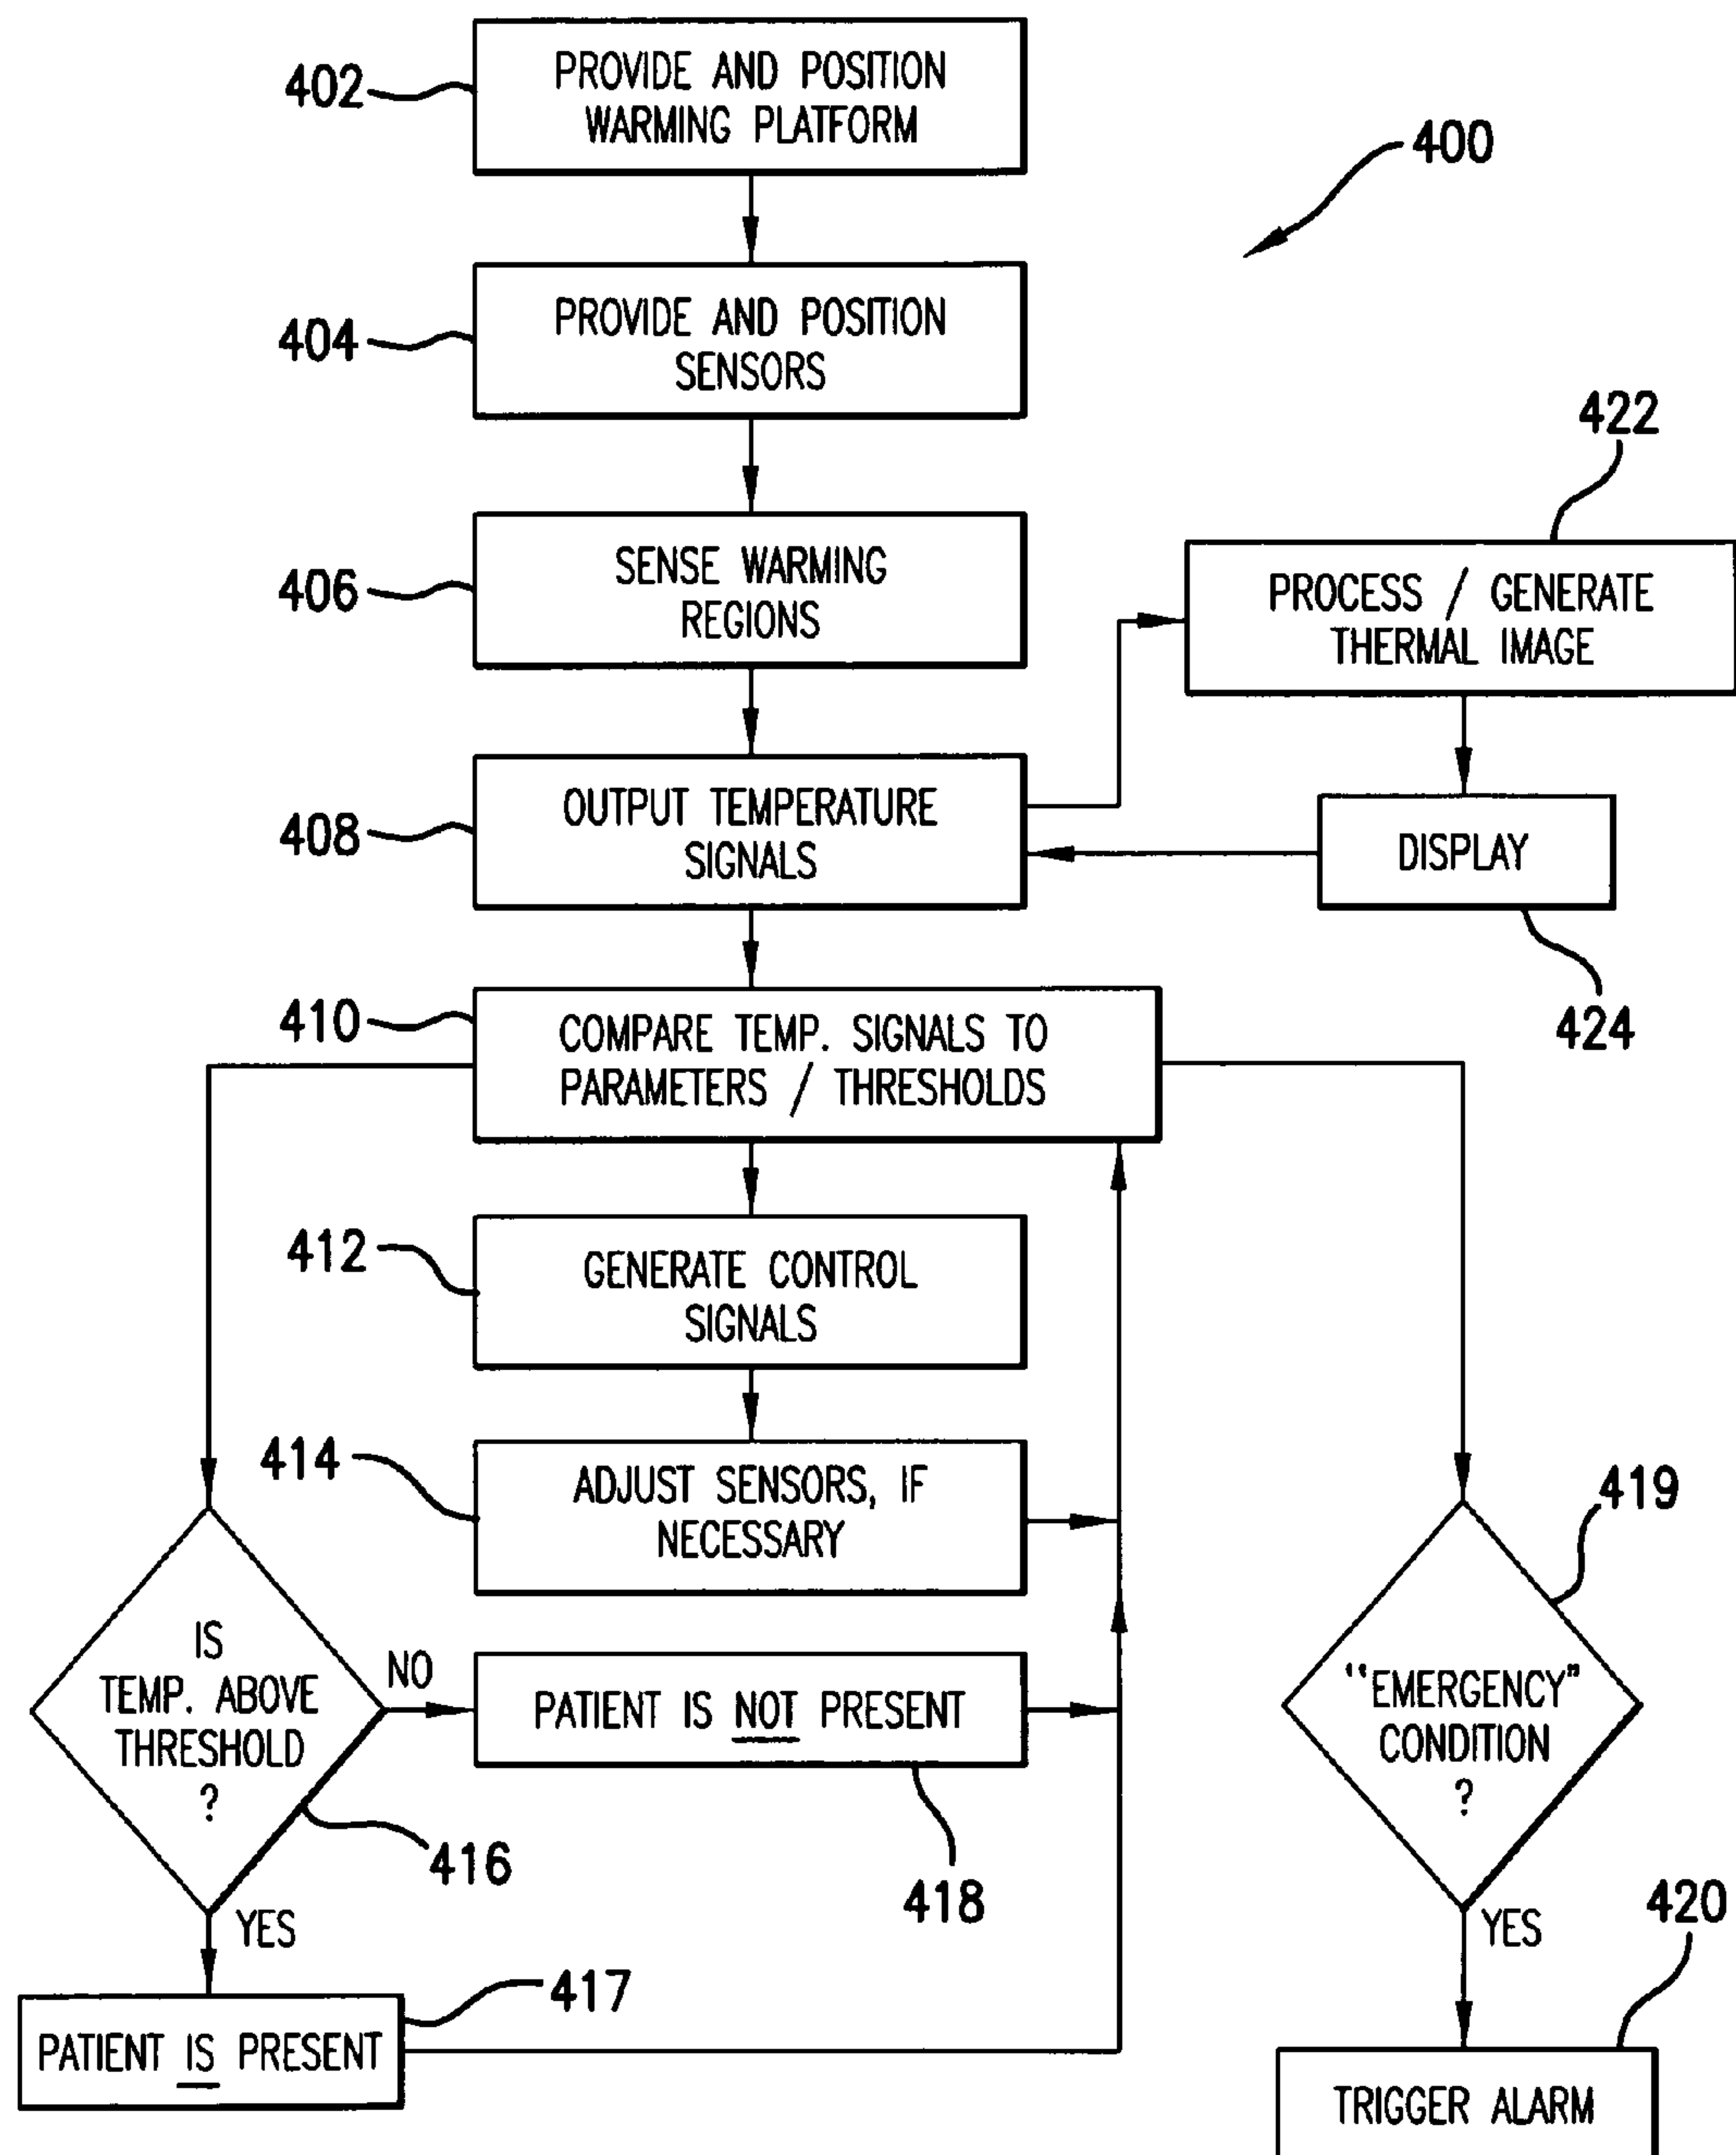 402
PROVIDE AND POSITION
WARMING PLATFORM
400
404
PROVIDE AND POSITION
SENSORS
406
SENSE WARMING
REGIONS
422
PROCESS / GENERATE
THERMAL IMAGE
408
OUTPUT TEMPERATURE
SIGNALS
DISPLAY
424
410
COMPARE TEMP. SIGNALS TO
PARAMETERS / THRESHOLDS
412
GENERATE CONTROL
SIGNALS
414
ADJUST SENSORS, IF
NECESSARY
IS
TEMP. ABOVE
THRESHOLD
?
416
NO
PATIENT IS NOT PRESENT
418
YES
PATIENT IS PRESENT
417
419
“EMERGENCY”
CONDITION
?
YES
420
TRIGGER ALARM